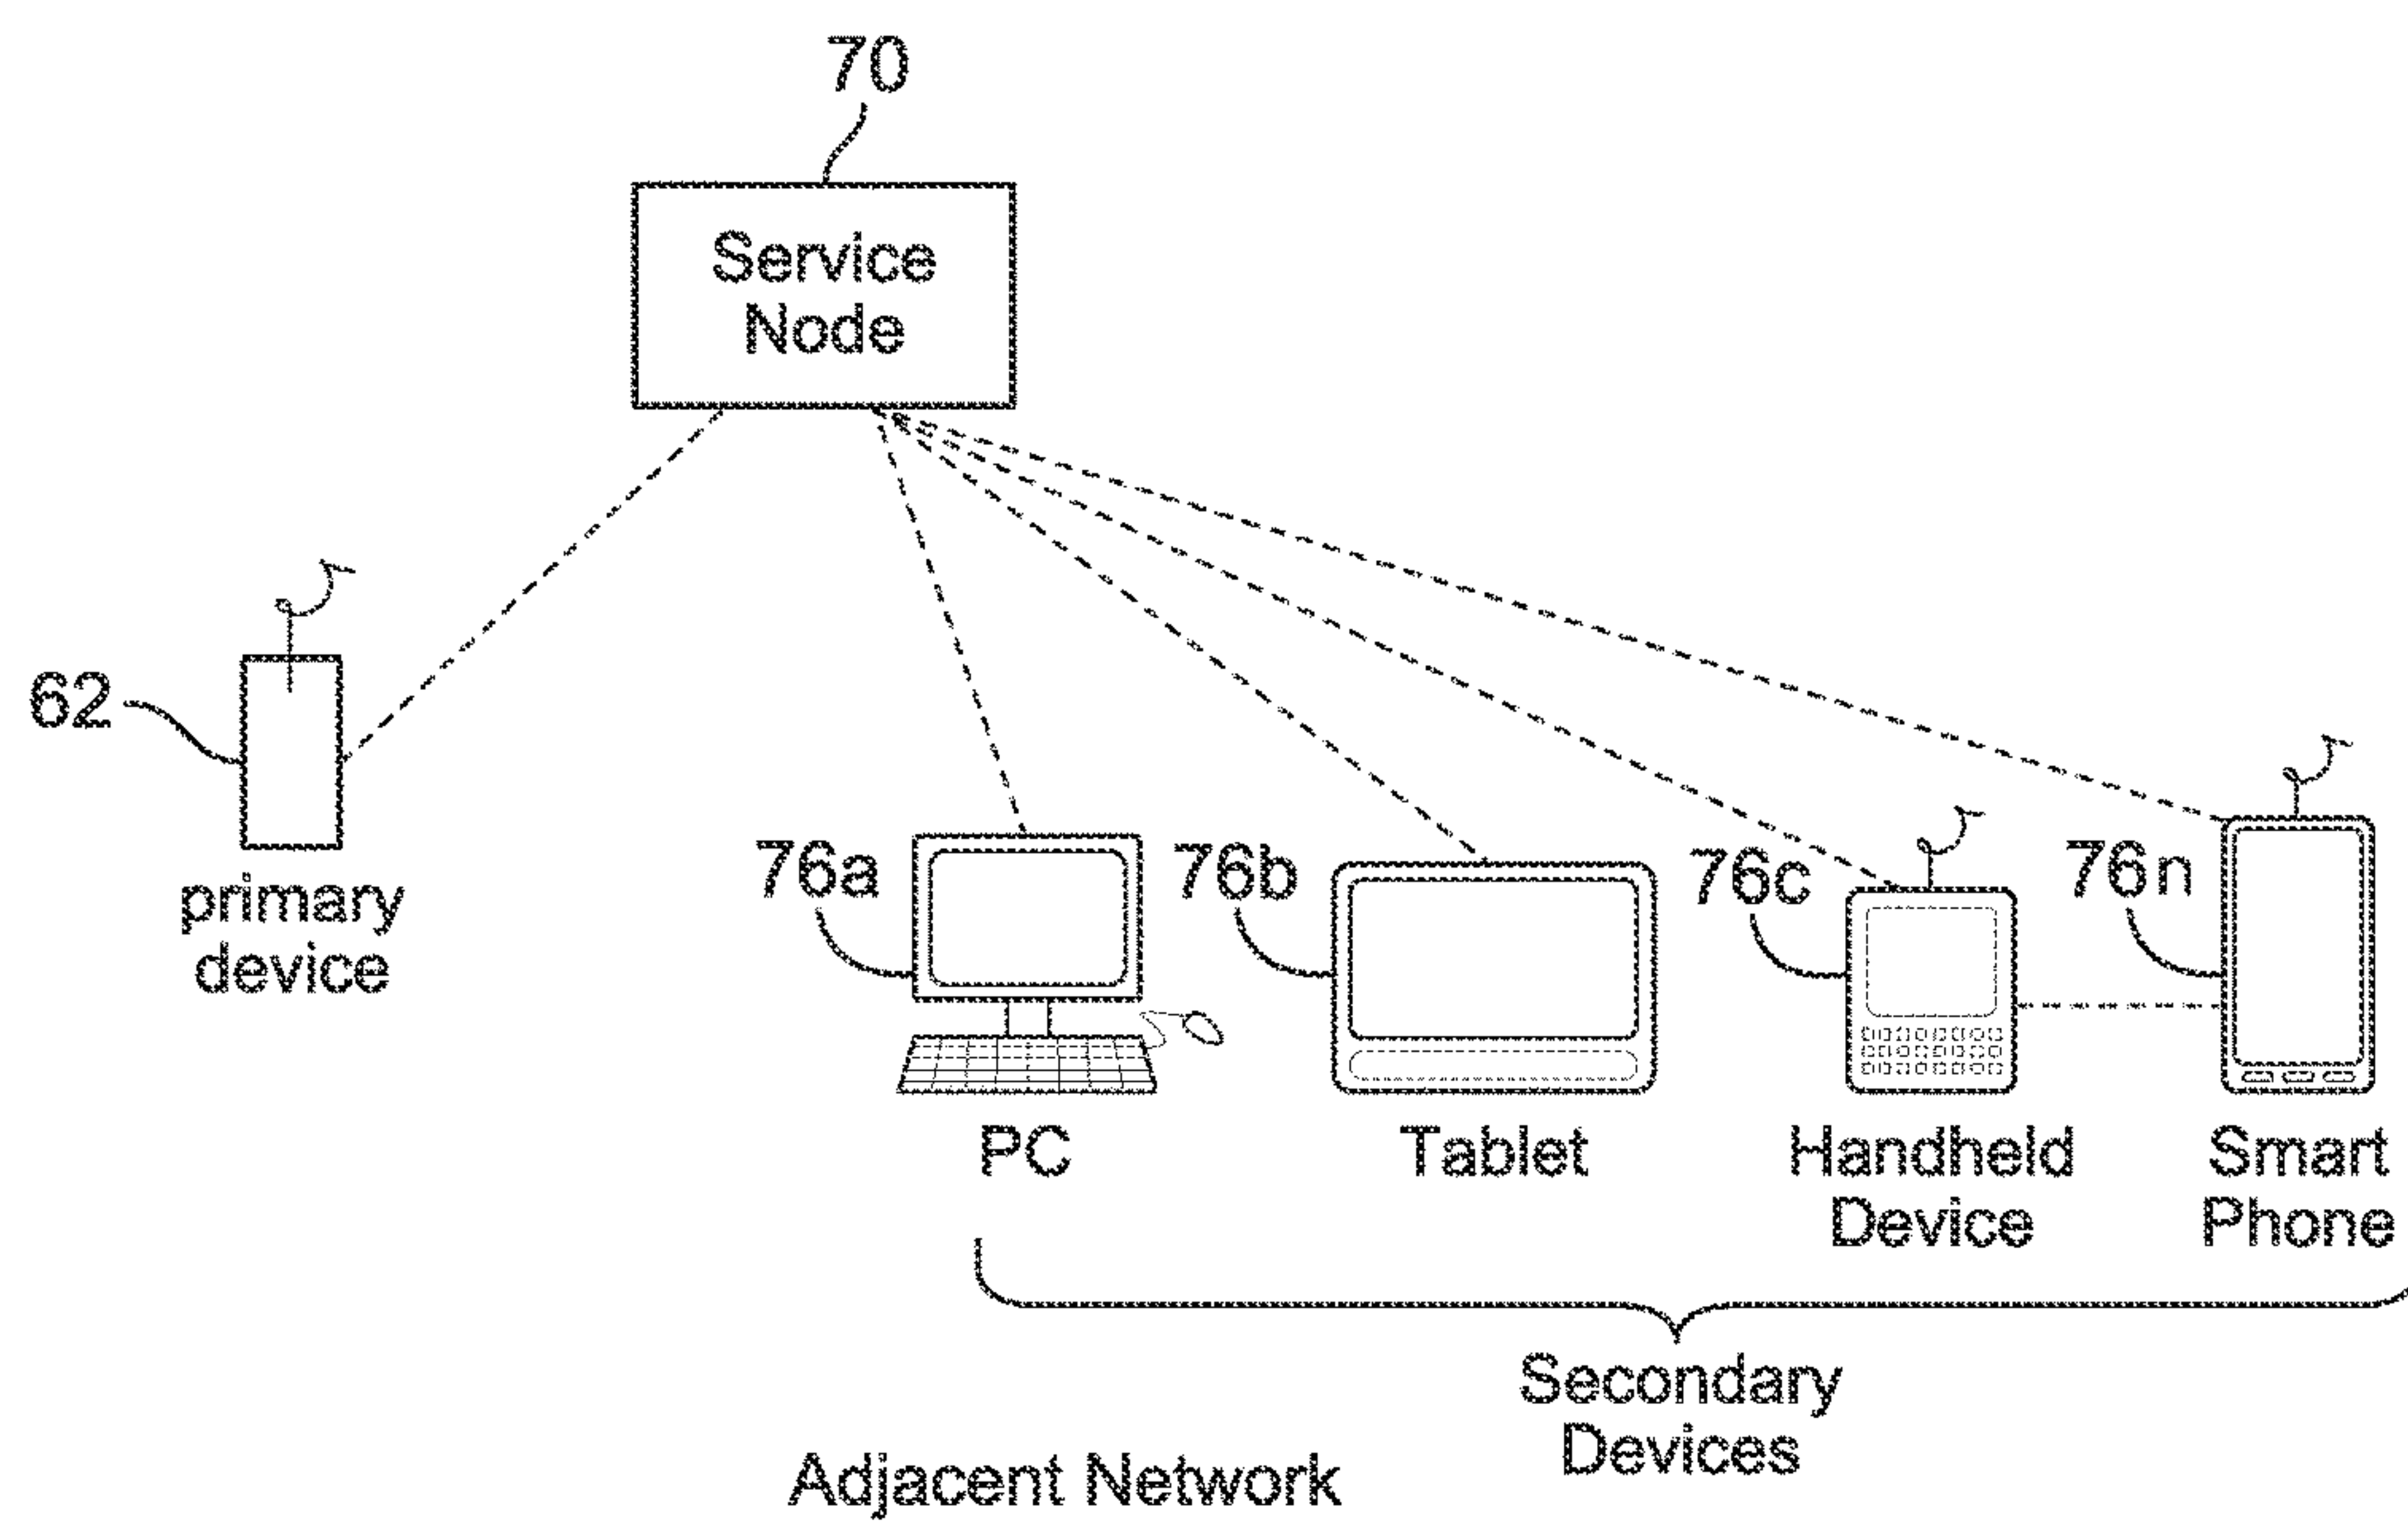 70
Service
Node
62
primary
device
76a
76b
76c
76n
PC
Tablet
Handheld
Device
Smart
Phone
Secondary
Devices
Adjacent Network